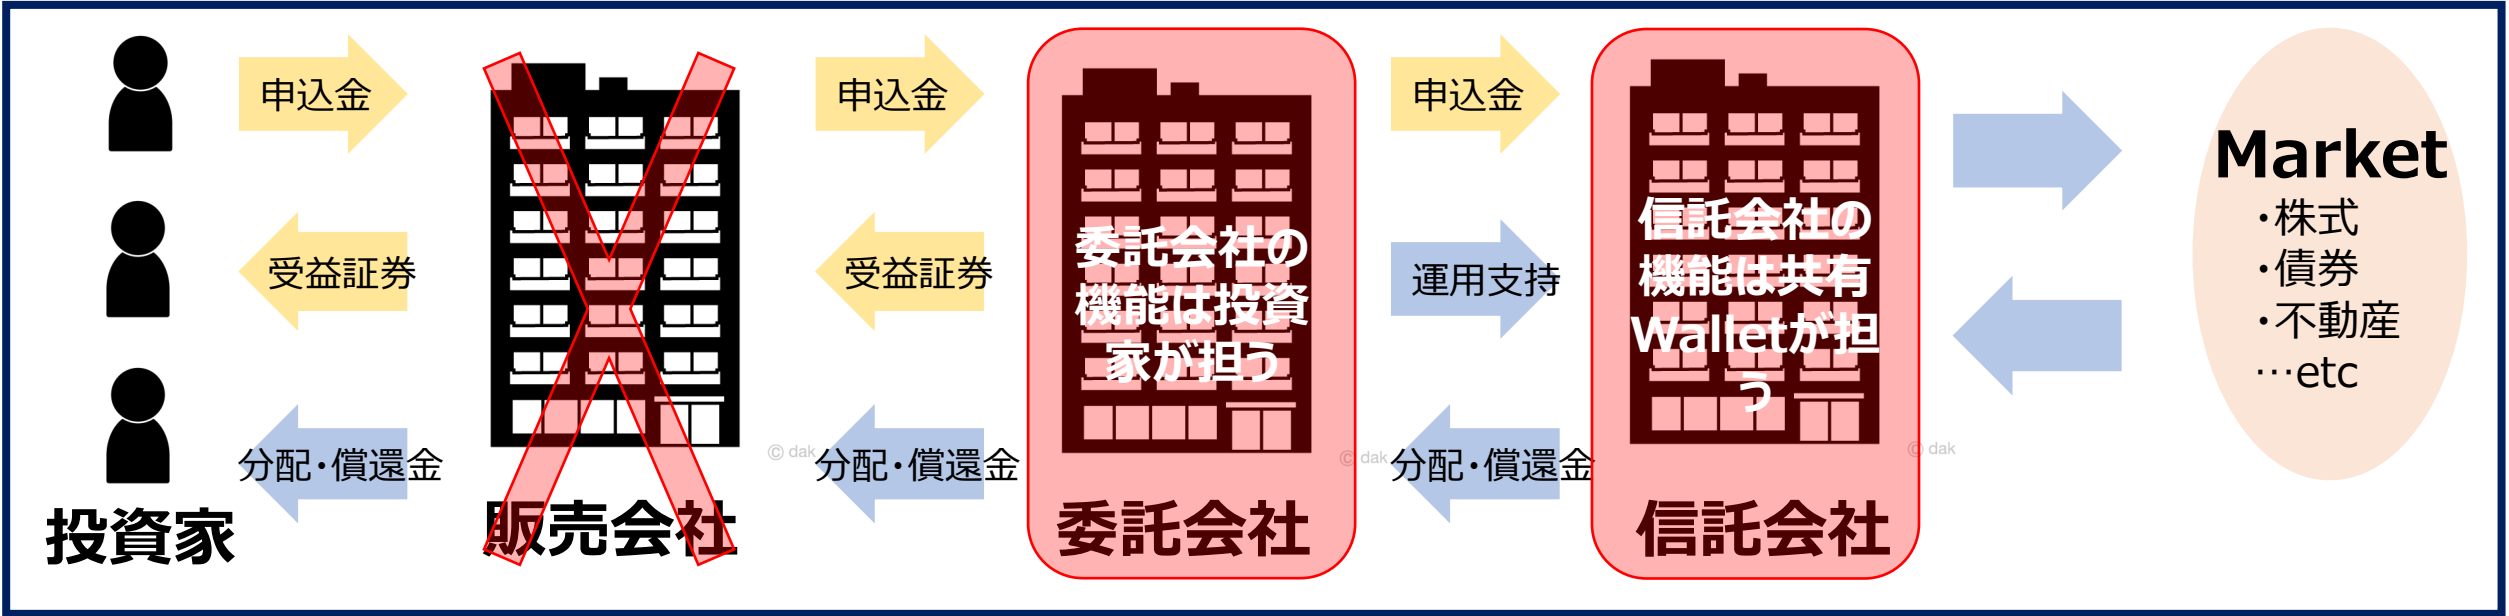 申込金
受益証券
分配・償還金
投資家
販売会社
© dak
申込金
受益証券
分配・償還金
委託会社の
機能は投資
家が担う
© dak
委託会社
申込金
運用支持
分配・償還金
信託会社の
機能は共有
Walletが担
う
© dak
信託会社
Market
・株式
・債券
・不動産
…etc